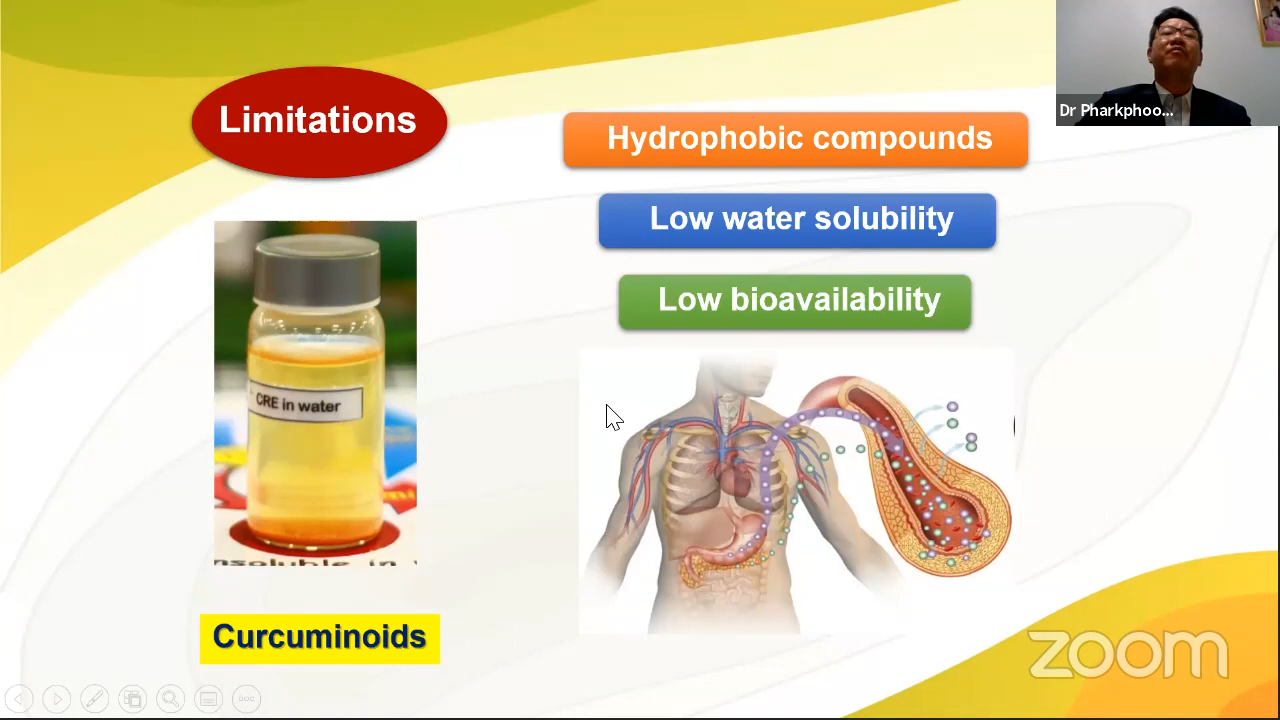 Limitations
Hydrophobic compounds
Low water solubility
Low bioavailability
Dr Pharkphoo...
CRE in water
Curcuminoids
zoom